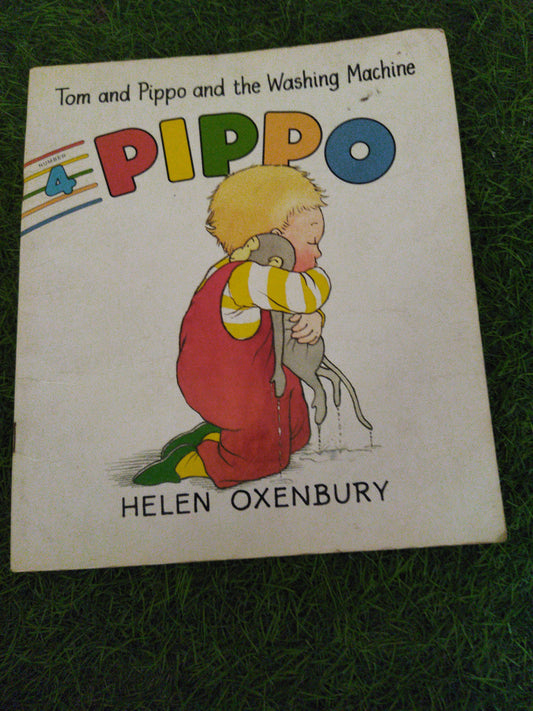 Tom and Pippo and the Washing Machine
NUMBER
4
PIPPO
HELEN OXENBURY